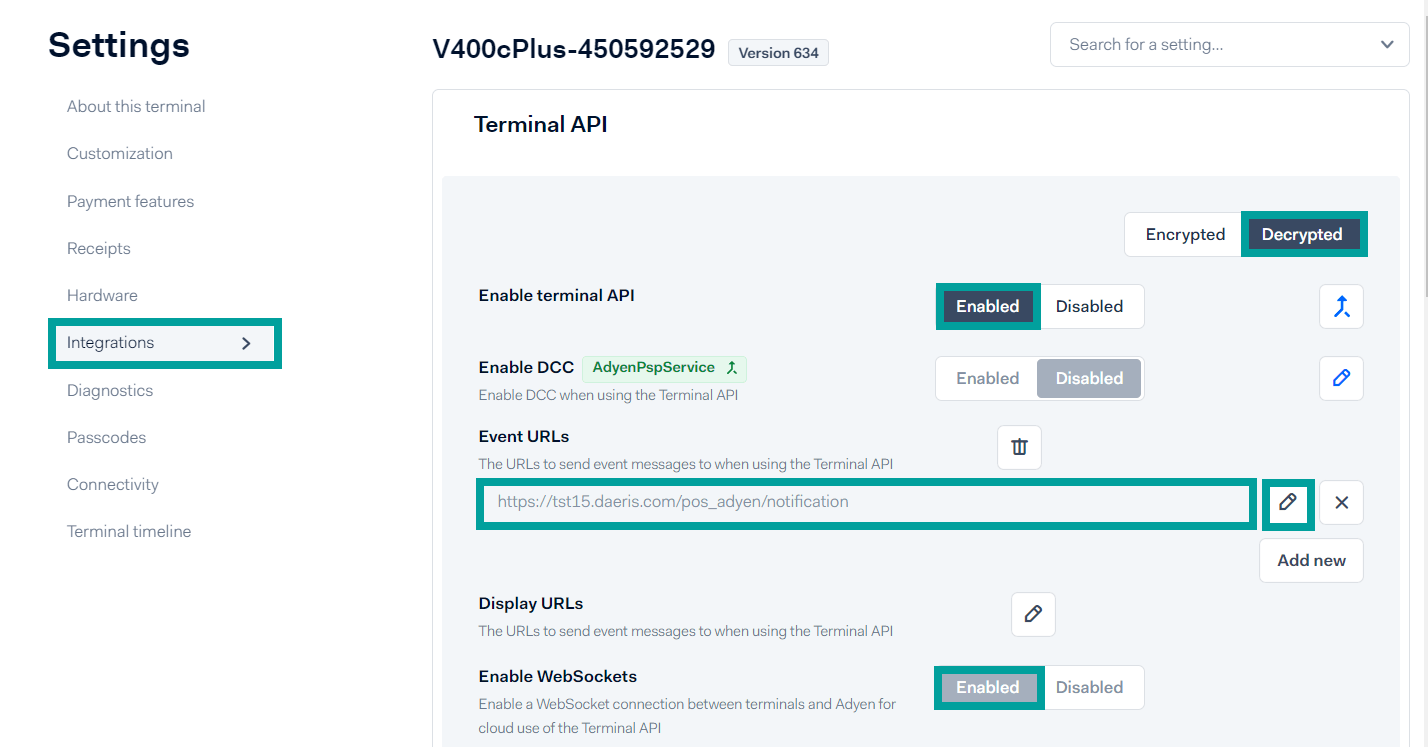 Settings
About this terminal
Customization
Payment features
Receipts
Hardware
Integrations
Diagnostics
Passcodes
Connectivity
Terminal timeline
V400cPlus-450592529 Version 634
Search for a setting...
Terminal API
Encrypted Decrypted
Enable terminal API
Enabled Disabled
Enable DCC AdyenPspService
Enable DCC when using the Terminal API
Enabled Disabled
Event URLs
The URLs to send event messages to when using the Terminal API
https://tst15.daeris.com/pos_adyen/notification
Add new
Display URLs
The URLs to send event messages to when using the Terminal API
Enable WebSockets
Enable a WebSocket connection between terminals and Adyen for
cloud use of the Terminal API
Enabled Disabled